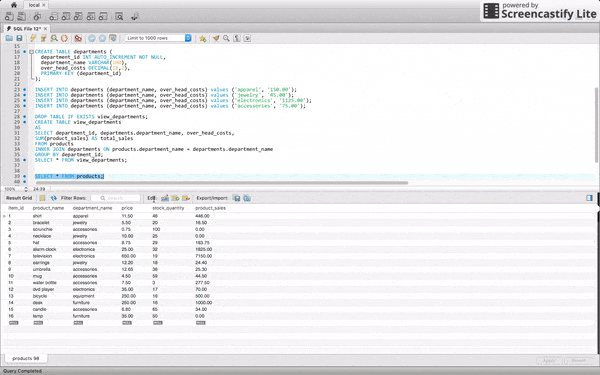 local
powered by
Screencastify Lite
SQL File 12*
Limit to 1000 rows
15
16 CREATE TABLE departments (
17 department_id INT AUTO_INCREMENT NOT NULL,
18 department_name VARCHAR(100),
19 over_head_costs DECIMAL(10,2),
20 PRIMARY KEY (department_id)
21 );
22
23 INSERT INTO departments (department_name, over_head_costs) values ('apparel', '150.00');
24 INSERT INTO departments (department_name, over_head_costs) values ('jewelry', '45.00');
25 INSERT INTO departments (department_name, over_head_costs) values ('electronics', '1125.00');
26 INSERT INTO departments (department_name, over_head_costs) values ('accessories', '75.00');
27
28 DROP TABLE IF EXISTS view_departments;
29 CREATE TABLE view_departments
30 AS
31 SELECT department_id, departments.department_name, over_head_costs,
32 SUM(product_sales) AS total_sales
33 FROM products
34 INNER JOIN departments ON products.department_name = departments.department_name
35 GROUP BY department_id;
36 SELECT * FROM view_departments;
37
38
39 SELECT * FROM products;
40
100% 24:39
Result Grid Filter Rows: Search Edit: Export/Import:
item_id product_name department_name price stock_quantity product_sales
1 shirt apparel 11.50 46 446.00
2 bracelet jewelry 5.50 20 16.50
3 scrunchie accessories 0.75 100 0.00
4 necklace jewelry 10.50 25 0.00
5 hat accessories 8.75 29 183.75
6 alarm clock electronics 25.00 32 1825.00
7 television electronics 650.00 19 7150.00
8 earrings jewelry 12.20 18 24.40
9 umbrella accessories 12.65 36 25.30
10 mug accessories 4.50 59 44.50
11 water bottle accessories 7.50 3 277.50
12 dvd player electronics 35.00 17 70.00
13 bicycle equipment 250.00 18 500.00
14 desk furniture 250.00 16 1000.00
15 candle accessories 6.80 65 34.00
16 lamp furniture 36.00 50 0.00
NULL NULL NULL NULL NULL NULL
products 98
Apply Revert
Query Completed